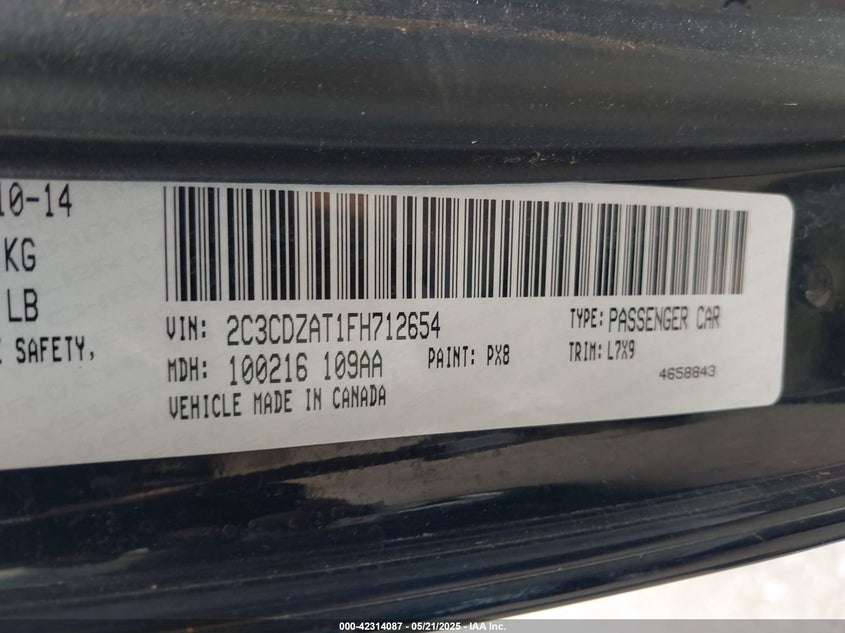 10-14
KG
LB
SAFETY,
VIN: 2C3CDZAT1FH712654
TYPE: PASSENGER CAR
MDH: 100216 109AA
PAINT: PX8
TRIM: L7X9
4658843
VEHICLE MADE IN CANADA
000-42314087 - 05/21/2025 - IAA Inc.